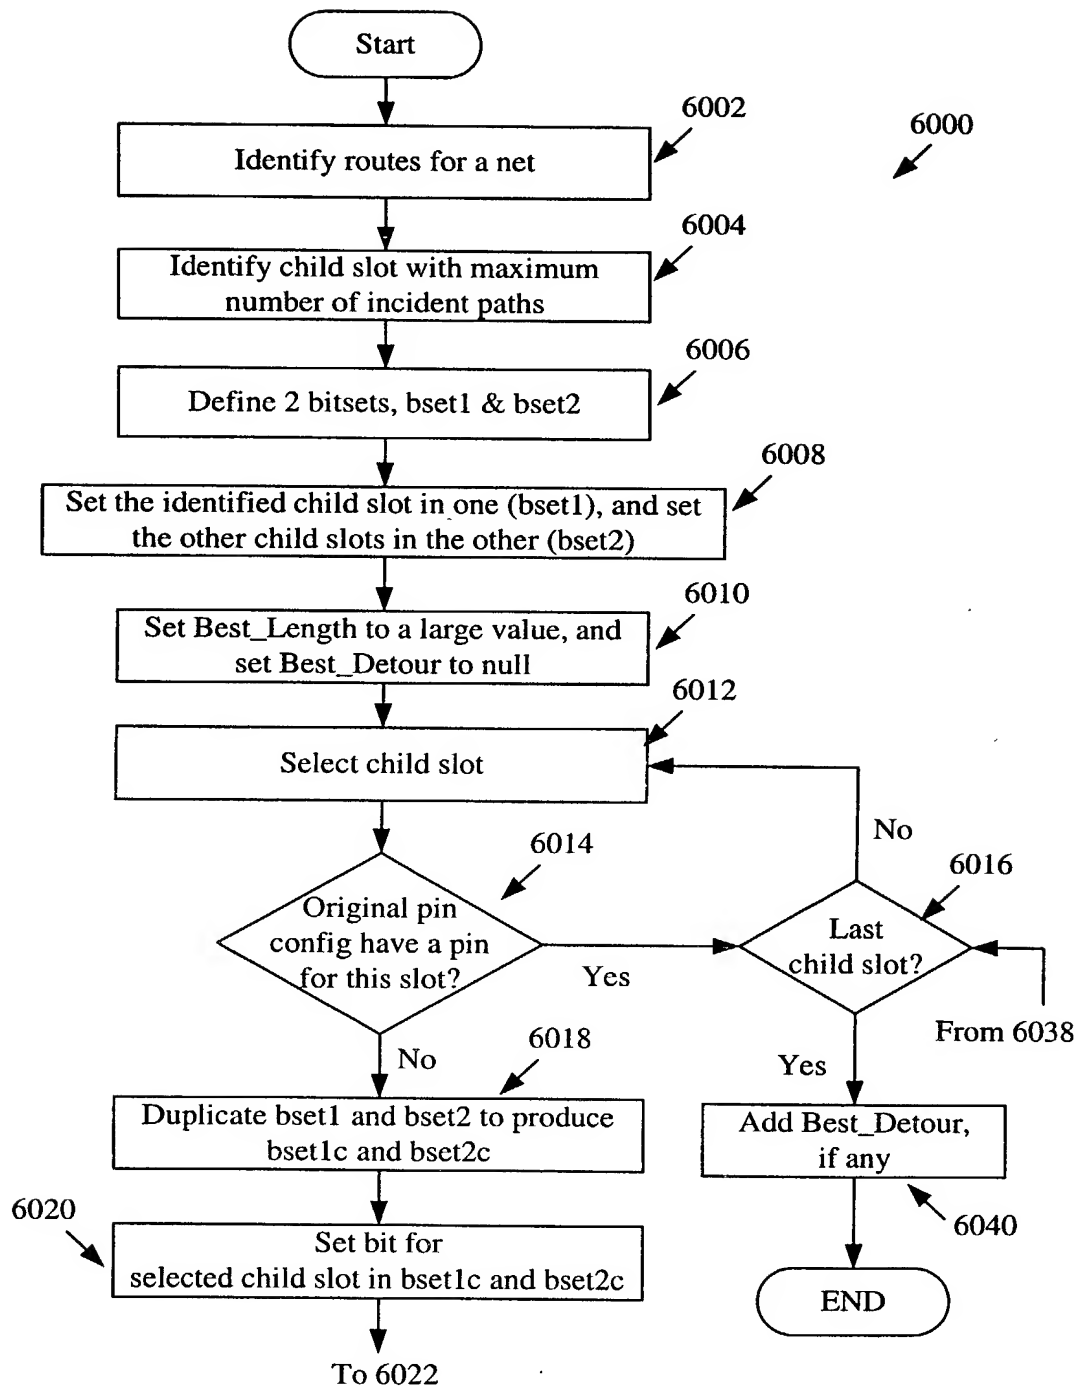 Start
6002
6000
Identify routes for a net
6004
Identify child slot with maximum
number of incident paths
6006
Define 2 bitsets, bset1 & bset2
6008
Set the identified child slot in one (bset1), and set
the other child slots in the other (bset2)
6010
Set Best_Length to a large value, and
set Best_Detour to null
6012
Select child slot
No
6014
6016
Original pin
config have a pin
for this slot?
Last
child slot?
Yes
From 6038
No
6018
Yes
Duplicate bset1 and bset2 to produce
bset1c and bset2c
Add Best_Detour,
if any
6020
6040
Set bit for
selected child slot in bset1c and bset2c
END
To 6022